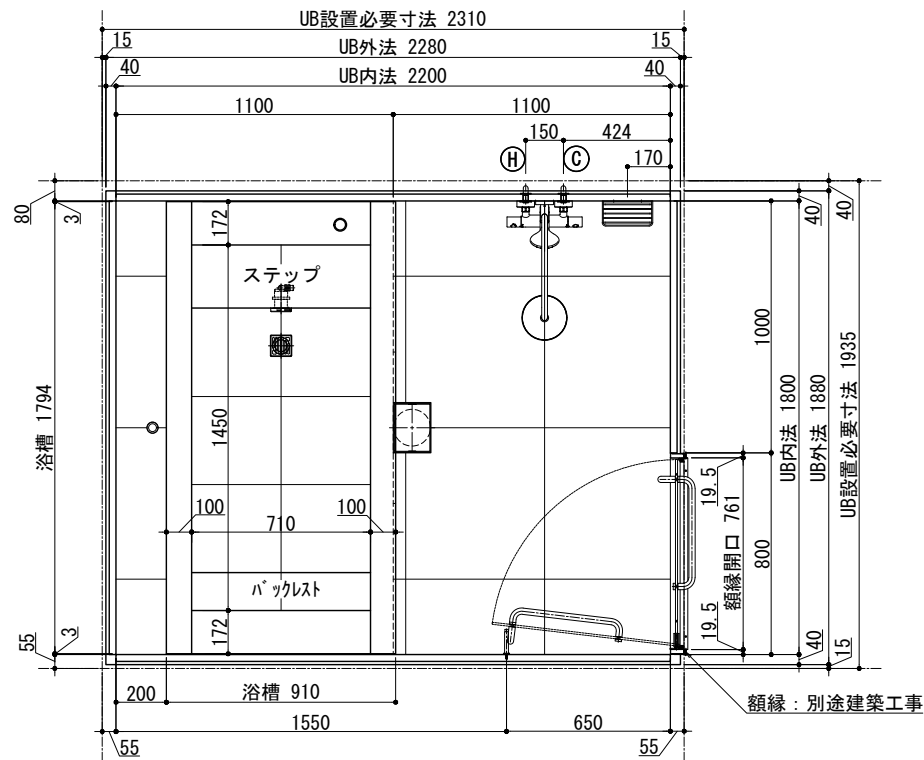 UB設置必要寸法 2310
15
UB外法 2280
15
40
UB内法 2200
40
1100
1100
150
424
H
C
170
80
3
172
40
40
ステップ
1000
浴槽 1794
1450
UB内法 1800
UB外法 1880
UB設置必要寸法 1935
100
710
100
19.5
額縁開口 761
800
バックレスト
19.5
55
3
172
40
15
200
浴槽 910
額縁：別途建築工事
1550
650
55
55